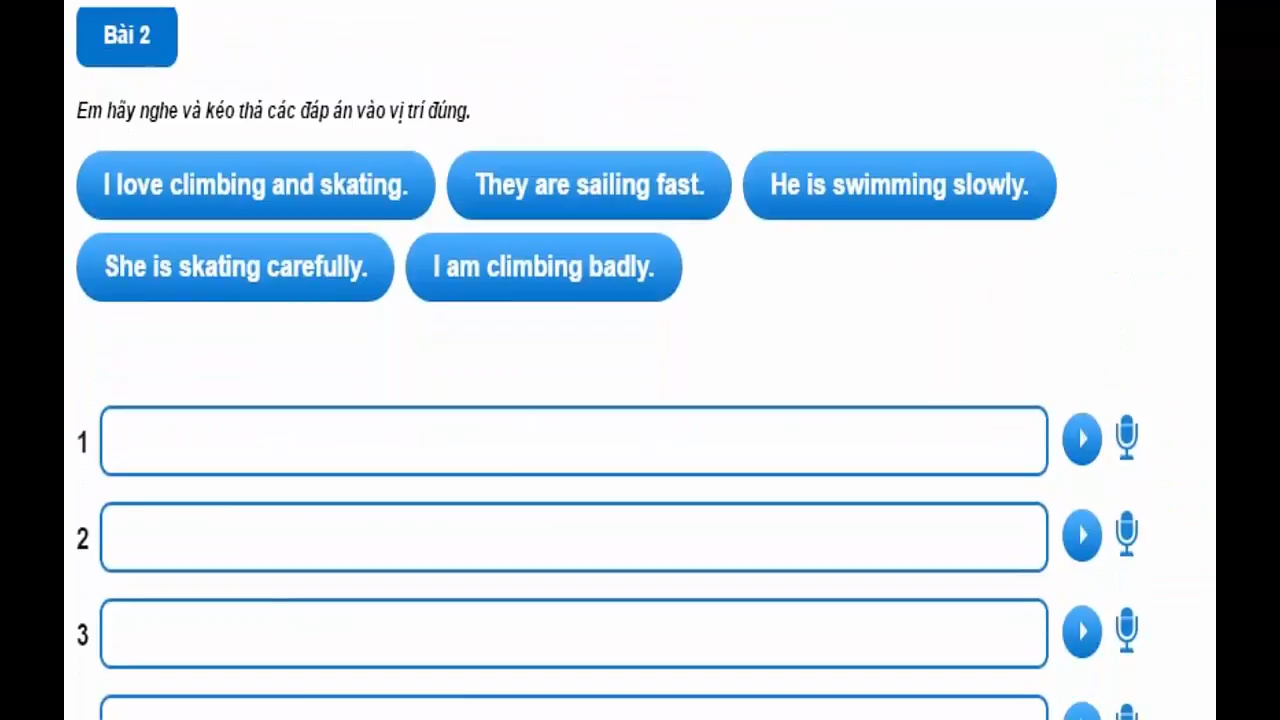 Bài 2
Em hãy nghe và kéo thả các đáp án vào vị trí đúng.
I love climbing and skating. They are sailing fast. He is swimming slowly.
She is skating carefully. I am climbing badly.
1
2
3